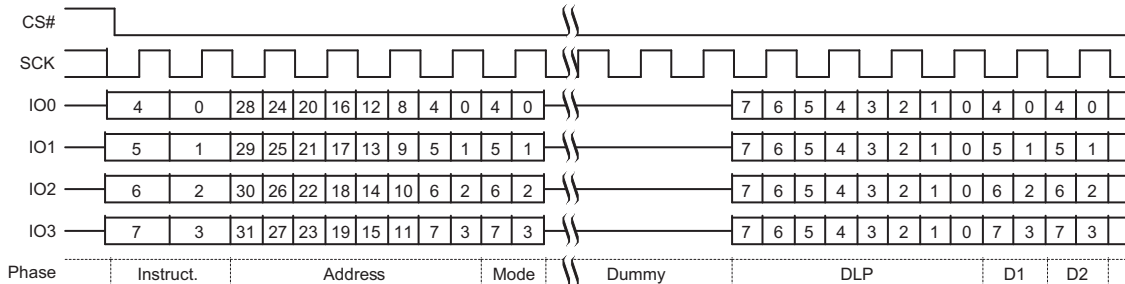 CS#
SCK
IO0 4 0 28 24 20 16 12 8 4 0 4 0 7 6 5 4 3 2 1 0 4 0 4 0
IO1 5 1 29 25 21 17 13 9 5 1 5 1 7 6 5 4 3 2 1 0 5 1 5 1
IO2 6 2 30 26 22 18 14 10 6 2 6 2 7 6 5 4 3 2 1 0 6 2 6 2
IO3 7 3 31 27 23 19 15 11 7 3 7 3 7 6 5 4 3 2 1 0 7 3 7 3
Phase Instruct. Address Mode Dummy DLP D1 D2